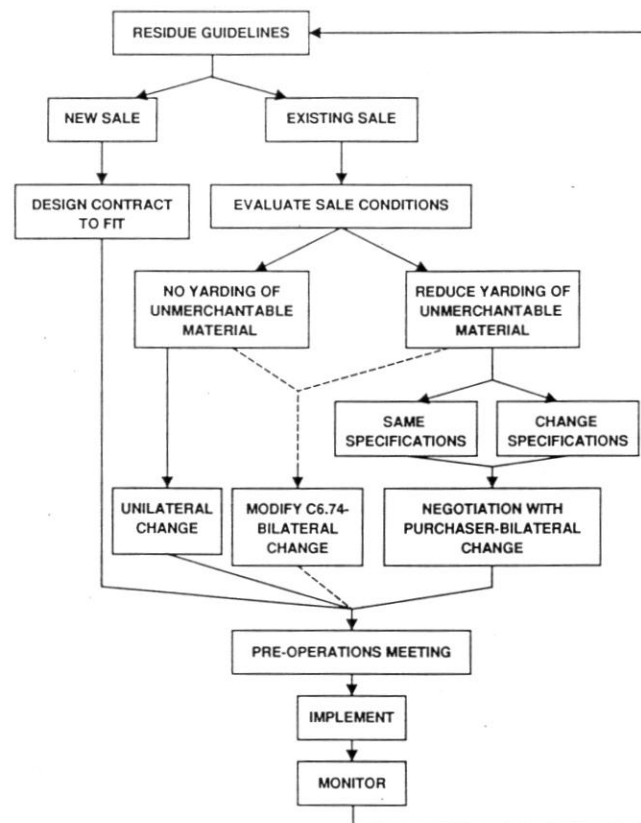 RESIDUE GUIDELINES
NEW SALE
EXISTING SALE
DESIGN CONTRACT
TO FIT
EVALUATE SALE CONDITIONS
NO YARDING OF
UNMERCHANTABLE
MATERIAL
REDUCE YARDING OF
UNMERCHANTABLE
MATERIAL
SAME
SPECIFICATIONS
CHANGE
SPECIFICATIONS
UNILATERAL
CHANGE
MODIFY C6.74-
BILATERAL
CHANGE
NEGOTIATION WITH
PURCHASER-BILATERAL
CHANGE
PRE-OPERATIONS MEETING
IMPLEMENT
MONITOR